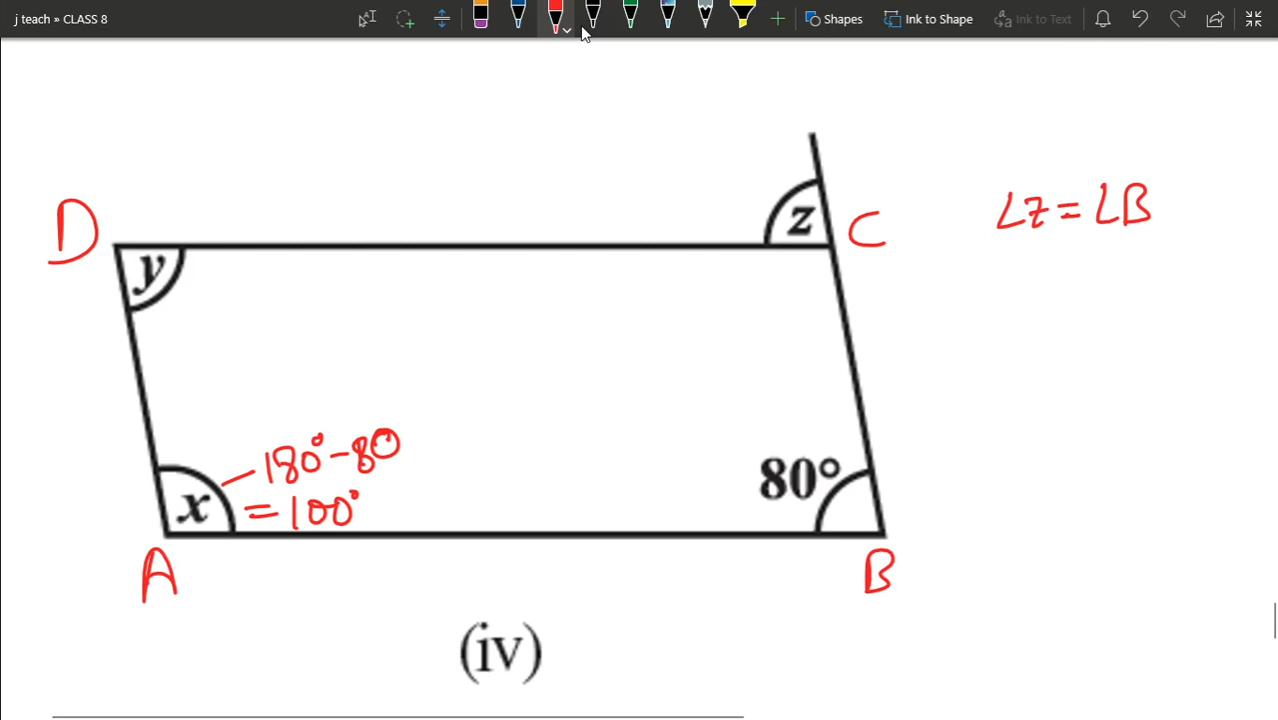 j teach » CLASS 8
Shapes
Ink to Shape
Ink to Text
D
y
z
C
∠z = ∠B
180° - 80
x
= 100°
80°
A
B
(iv)